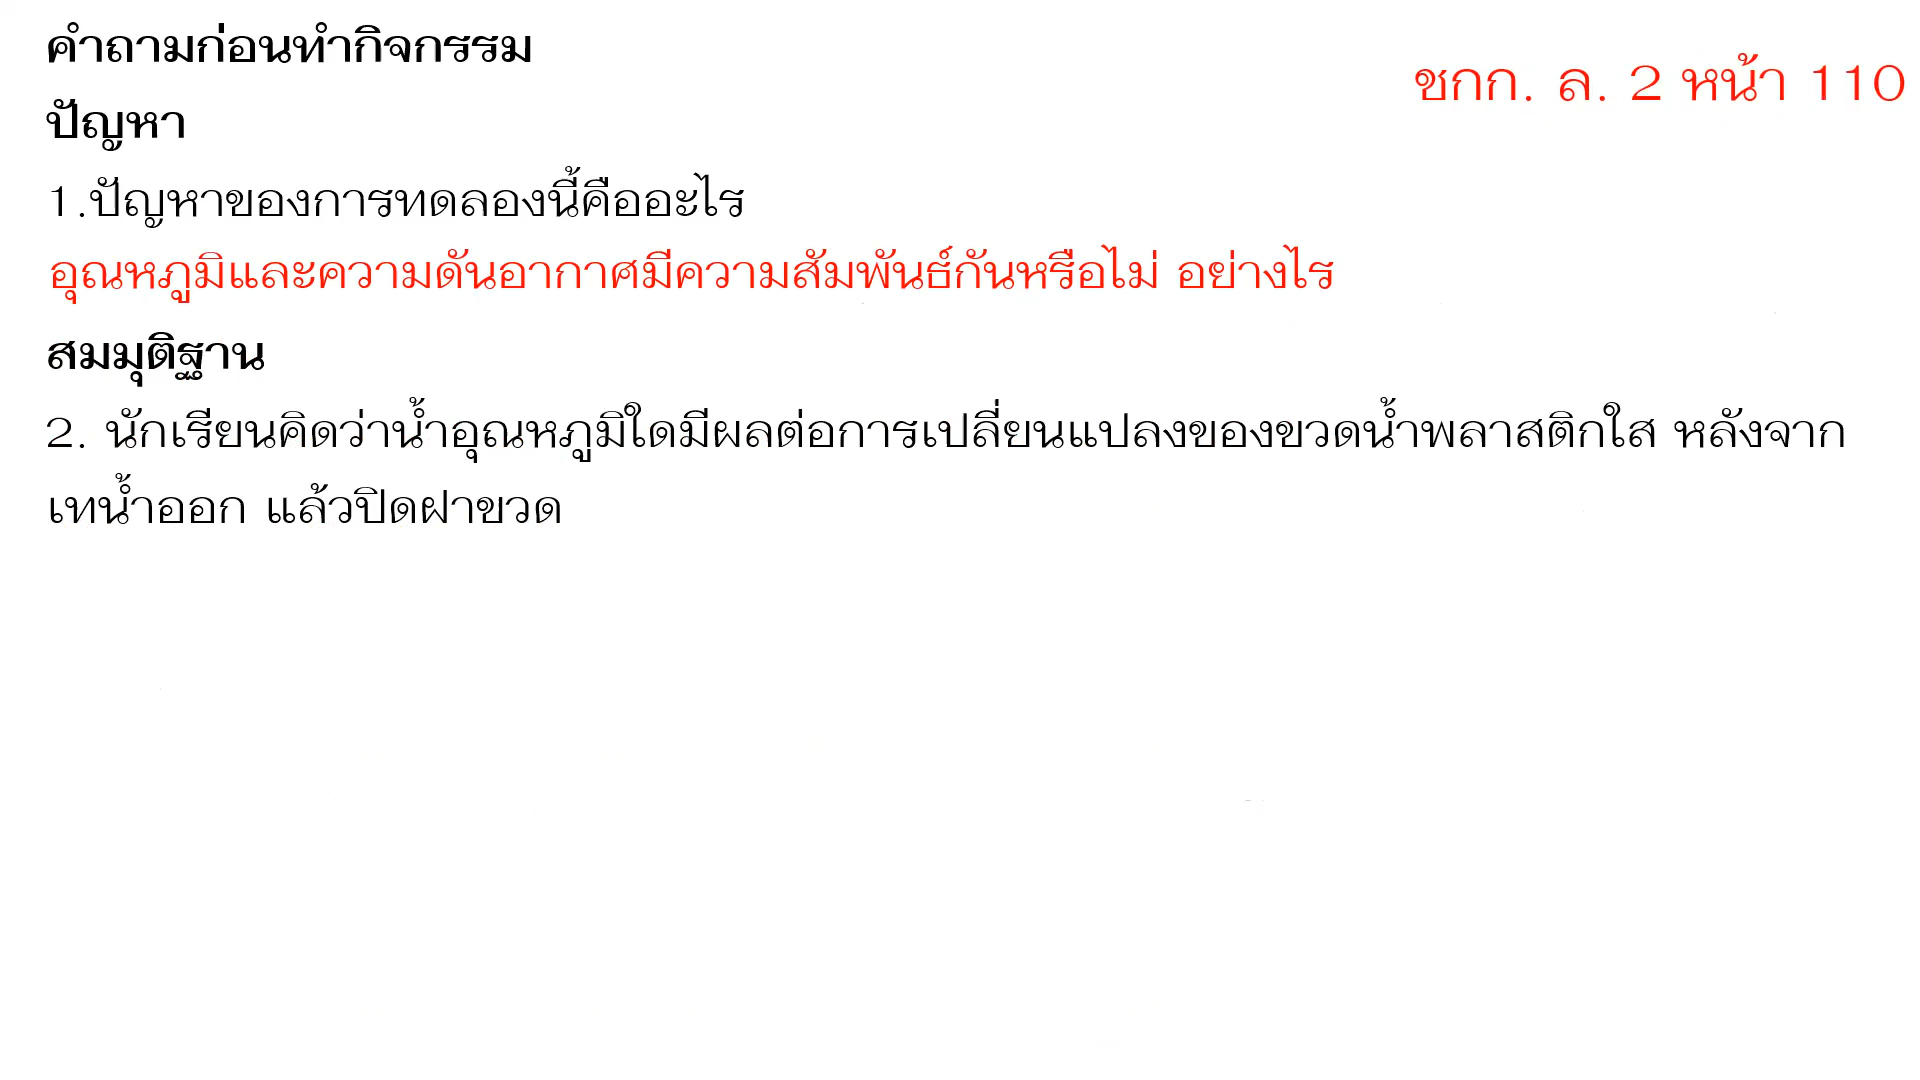 คำถามก่อนทำกิจกรรม
ชกก. ล. 2 หน้า 110
ปัญหา
1.ปัญหาของการทดลองนี้คืออะไร
อุณหภูมิและความดันอากาศมีความสัมพันธ์กันหรือไม่ อย่างไร
สมมุติฐาน
2. นักเรียนคิดว่าน้ำอุณหภูมิใดมีผลต่อการเปลี่ยนแปลงของขวดน้ำพลาสติกใส หลังจาก
เทน้ำออก แล้วปิดฝาขวด